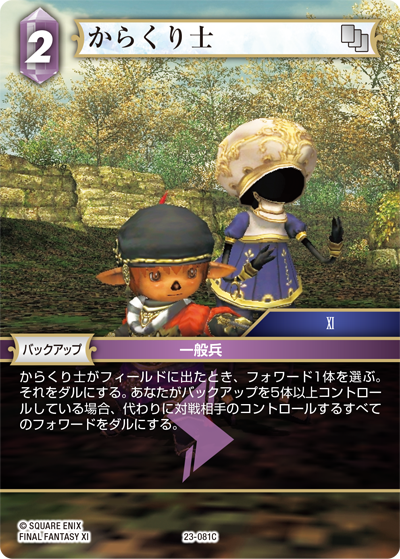 2
からくり士
XI
バックアップ
一般兵
からくり士がフィールドに出たとき、フォワード1体を選ぶ。
それをダルにする。あなたがバックアップを5体以上コントロー
ルしている場合、代わりに対戦相手のコントロールするすべて
のフォワードをダルにする。
© SQUARE ENIX
FINAL FANTASY XI
23-081C